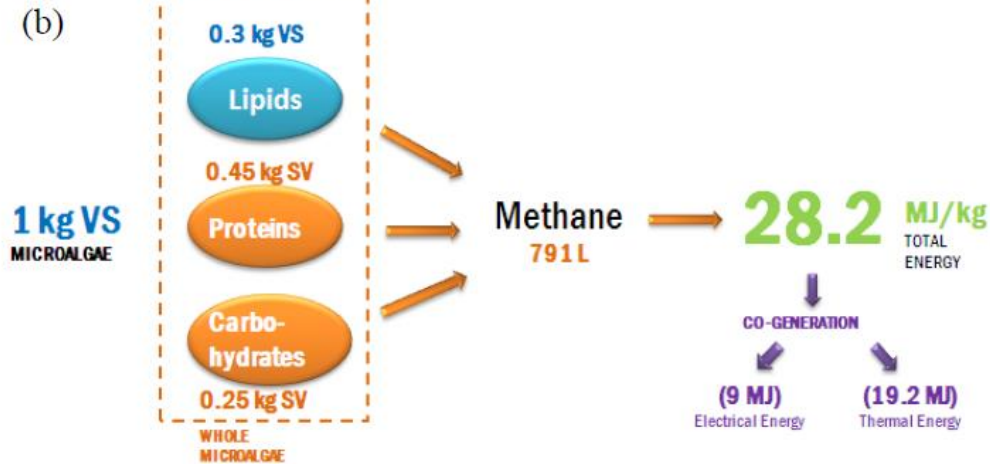 (b)
0.3 kg VS
Lipids
0.45 kg SV
Proteins
Carbo-
hydrates
0.25 kg SV
WHOLE
MICROALGAE
1 kg VS
MICROALGAE
Methane
791 L
28.2 MJ/kg
TOTAL
ENERGY
CO-GENERATION
(9 MJ)
Electrical Energy
(19.2 MJ)
Thermal Energy